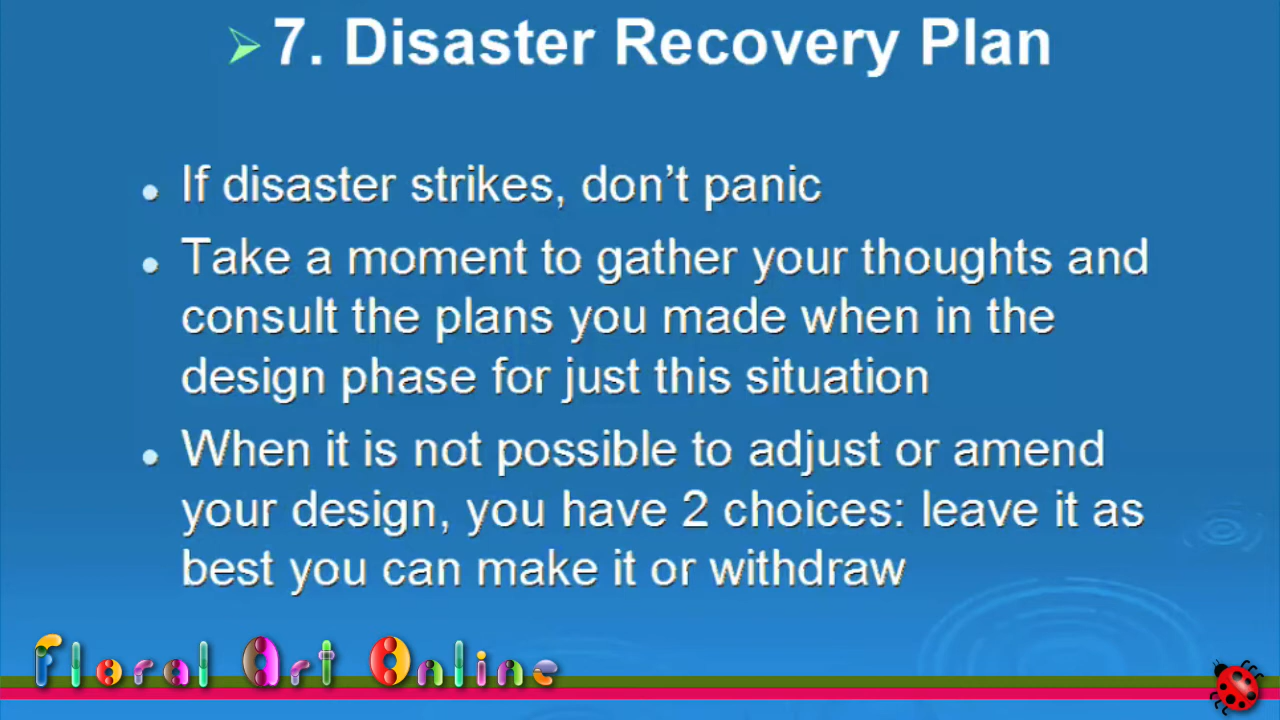 7. Disaster Recovery Plan
If disaster strikes, don’t panic
Take a moment to gather your thoughts and
consult the plans you made when in the
design phase for just this situation
When it is not possible to adjust or amend
your design, you have 2 choices: leave it as
best you can make it or withdraw
Floral Art Online